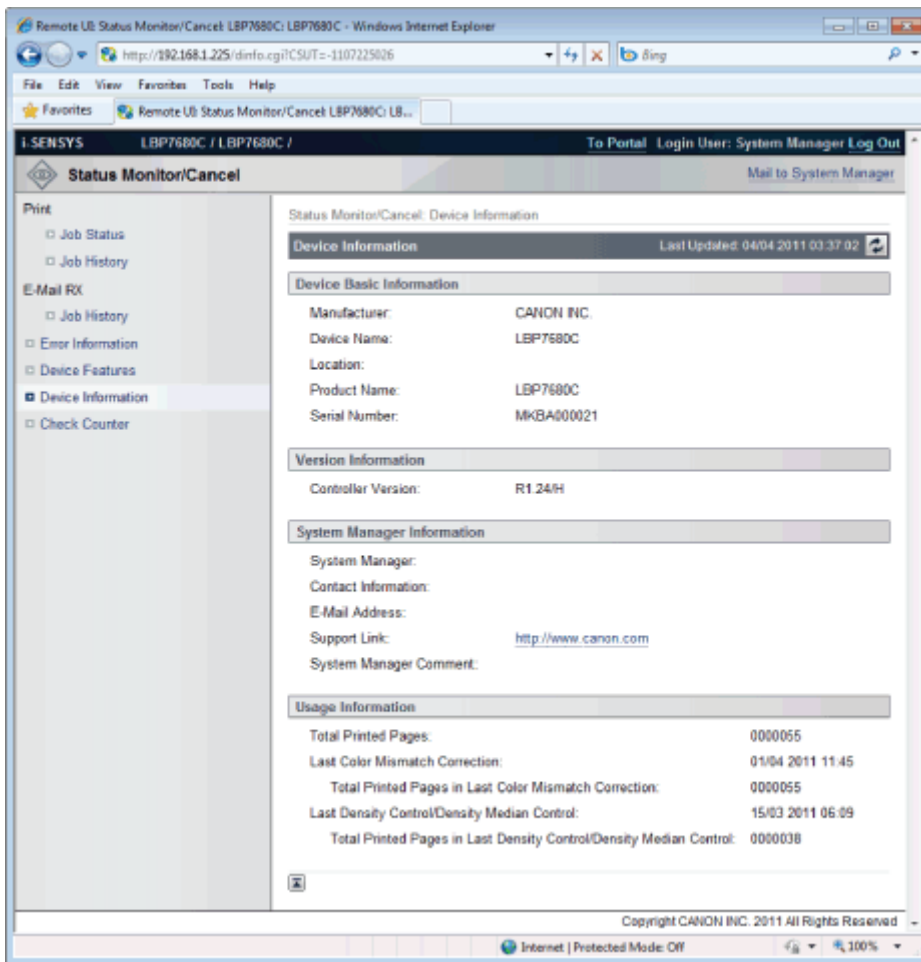 Remote UI: Status Monitor/Cancel: LBP7680C: LBP7680C - Windows Internet Explorer
http://192.168.1.225/dinfo.cgi?CSUT=-1107225026
Bing
File Edit View Favorites Tools Help
Favorites Remote UI: Status Monitor/Cancel: LBP7680C: LB...
i-SENSYS LBP7680C / LBP7680C / To Portal Login User: System Manager Log Out
Status Monitor/Cancel Mail to System Manager
Print
Job Status
Job History
E-Mail RX
Job History
Error Information
Device Features
Device Information
Check Counter
Status Monitor/Cancel: Device Information
Device Information Last Updated: 04/04 2011 03:37:02
Device Basic Information
Manufacturer: CANON INC.
Device Name: LBP7680C
Location:
Product Name: LBP7680C
Serial Number: MKBA000021
Version Information
Controller Version: R1.24/H
System Manager Information
System Manager:
Contact Information:
E-Mail Address:
Support Link: http://www.canon.com
System Manager Comment:
Usage Information
Total Printed Pages: 0000055
Last Color Mismatch Correction: 01/04 2011 11:45
Total Printed Pages in Last Color Mismatch Correction: 0000055
Last Density Control/Density Median Control: 15/03 2011 06:09
Total Printed Pages in Last Density Control/Density Median Control: 0000038
Copyright CANON INC. 2011 All Rights Reserved
Internet | Protected Mode: Off 100%